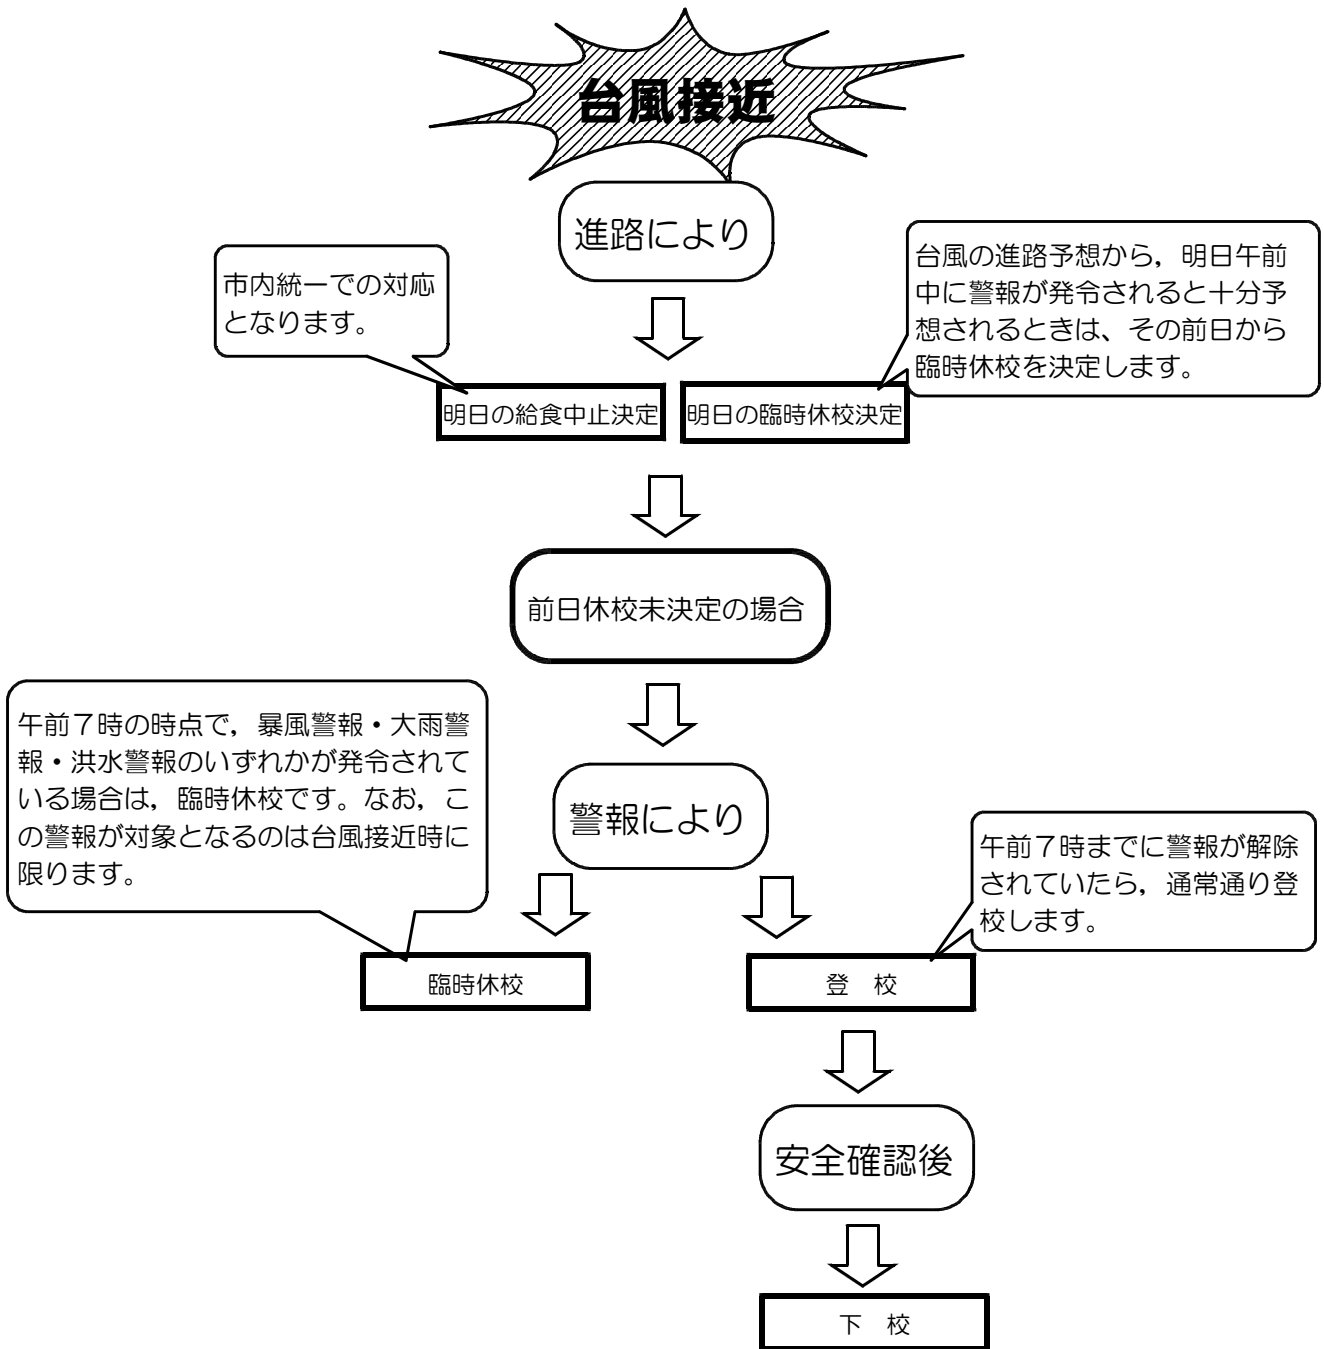 台風接近
進路により
市内統一での対応
となります。
台風の進路予想から，明日午前
中に警報が発令されると十分予
想されるときは、その前日から
臨時休校を決定します。
明日の給食中止決定
明日の臨時休校決定
前日休校未決定の場合
午前７時の時点で，暴風警報・大雨警
報・洪水警報のいずれかが発令されて
いる場合は，臨時休校です。なお，こ
の警報が対象となるのは台風接近時に
限ります。
警報により
午前７時までに警報が解除
されていたら，通常通り登
校します。
臨時休校
登　校
安全確認後
下　校